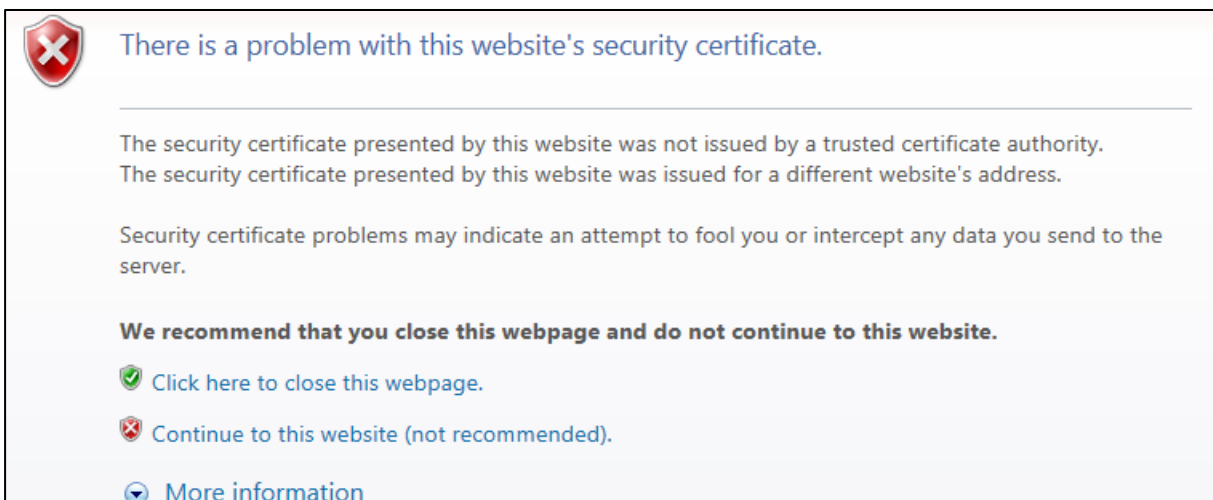 There is a problem with this website's security certificate.
The security certificate presented by this website was not issued by a trusted certificate authority.
The security certificate presented by this website was issued for a different website's address.
Security certificate problems may indicate an attempt to fool you or intercept any data you send to the
server.
We recommend that you close this webpage and do not continue to this website.
Click here to close this webpage.
Continue to this website (not recommended).
More information